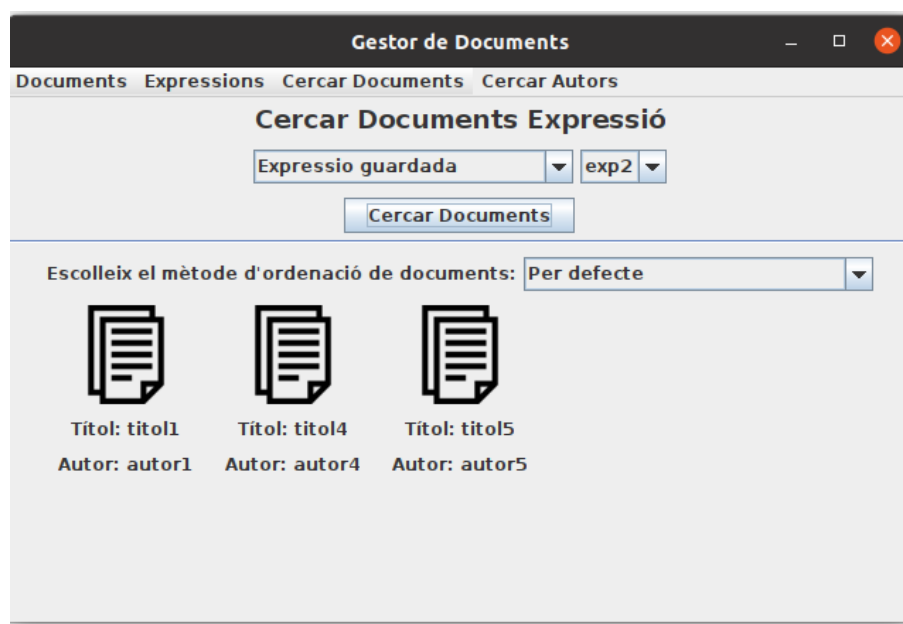 Gestor de Documents
Documents Expressions Cercar Documents Cercar Autors
Cercar Documents Expressió
Expressio guardada exp2
Cercar Documents
Escolleix el mètode d'ordenació de documents: Per defecte
Títol: titol1 Títol: titol4 Títol: titol5
Autor: autor1 Autor: autor4 Autor: autor5